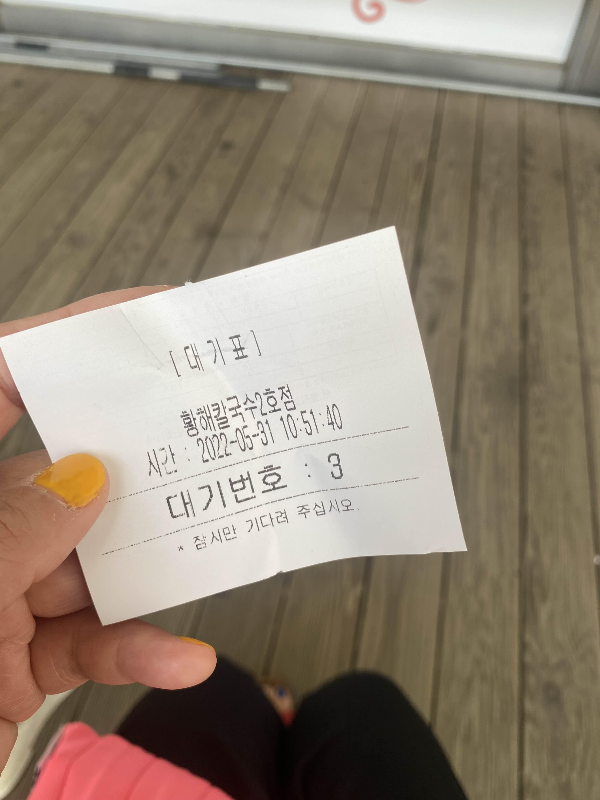 [ 대 기 표 ]
황해칼국수2호점
시간 : 2022-05-31 10:51:40
대기번호 : 3
* 잠시만 기다려 주십시오.